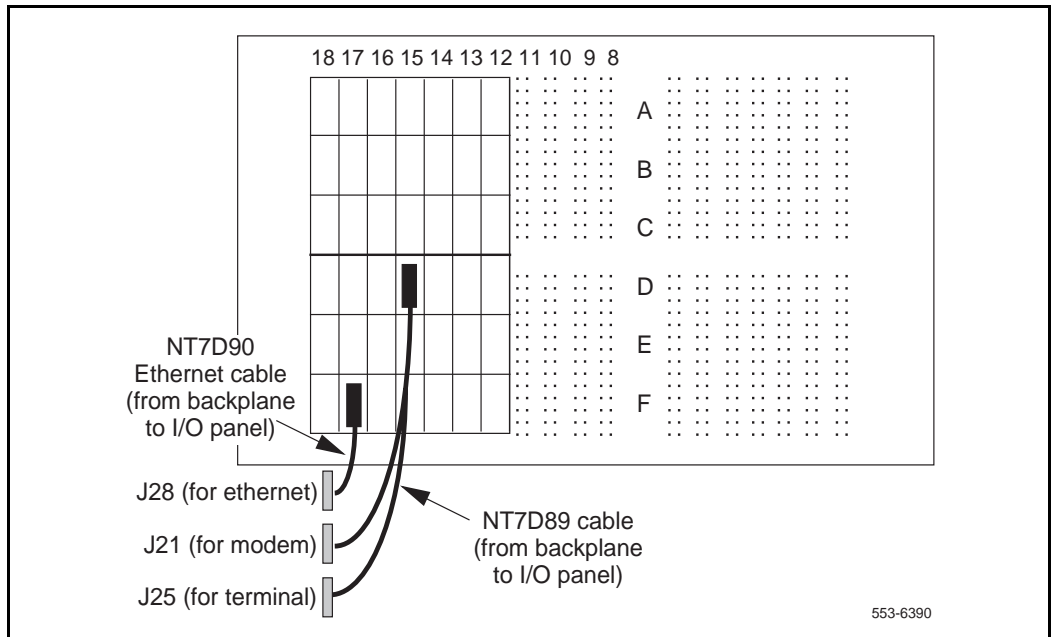 18 17 16 15 14 13 12 11 10 9 8
A
B
C
D
E
F
NT7D90
Ethernet cable
(from backplane
to I/O panel)
J28 (for ethernet)
J21 (for modem)
J25 (for terminal)
NT7D89 cable
(from backplane
to I/O panel)
553-6390